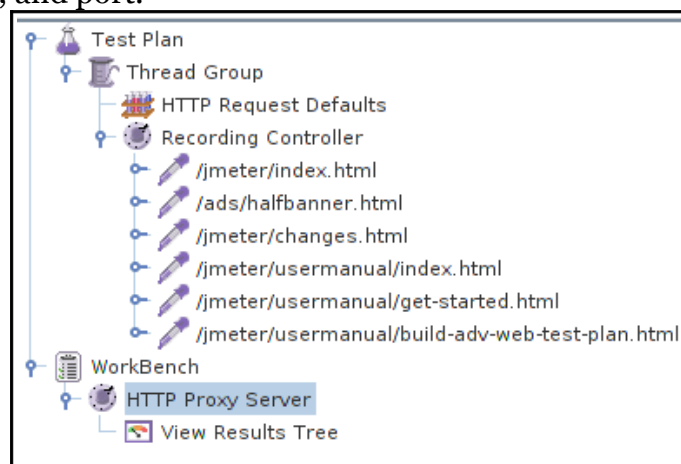 , and port.
Test Plan
Thread Group
HTTP Request Defaults
Recording Controller
/jmeter/index.html
/ads/halfbanner.html
/jmeter/changes.html
/jmeter/usermanual/index.html
/jmeter/usermanual/get-started.html
/jmeter/usermanual/build-adv-web-test-plan.html
WorkBench
HTTP Proxy Server
View Results Tree